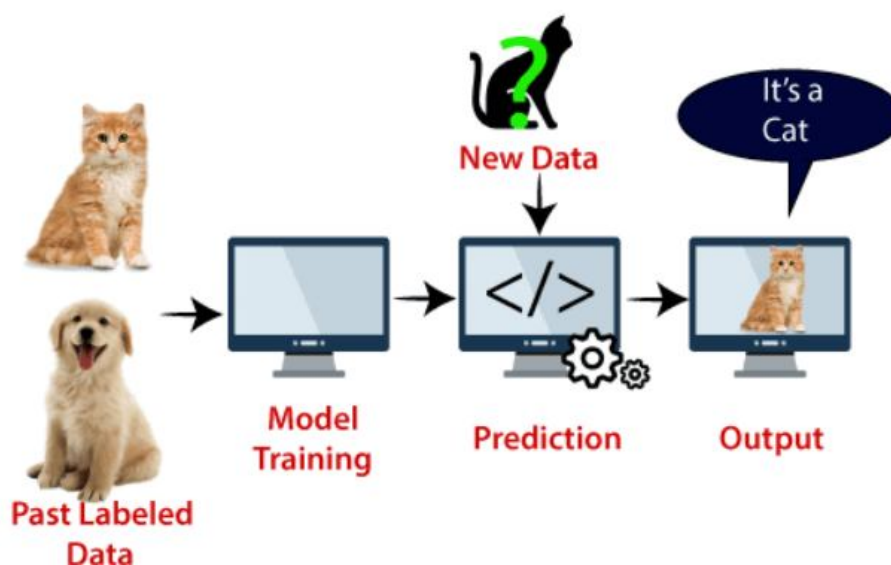 ?
New Data
It's a
Cat
</>
Model
Training
Prediction
Output
Past Labeled
Data